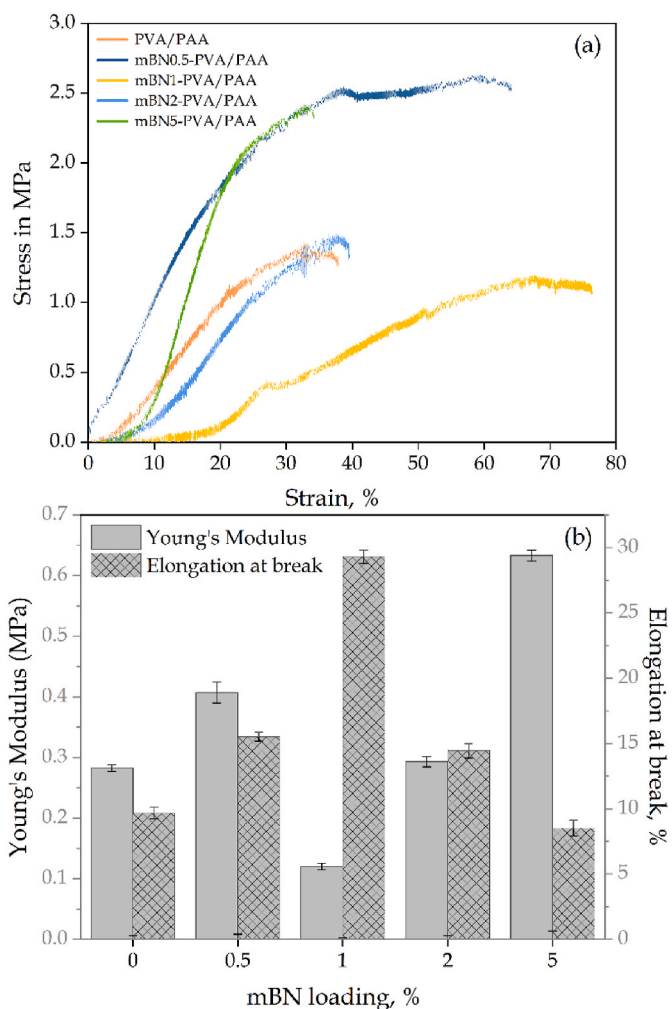 (a)
PVA/PAA
mBN0.5-PVA/PAA
mBN1-PVA/PAA
mBN2-PVA/PAA
mBN5-PVA/PAA
3.0
2.5
2.0
1.5
1.0
0.5
0.0
Stress in MPa
0 10 20 30 40 50 60 70 80
Strain, %
(b)
Young's Modulus
Elongation at break
0.7
0.6
0.5
0.4
0.3
0.2
0.1
0.0
Young's Modulus (MPa)
30
25
20
15
10
5
0
Elongation at break, %
0 0.5 1 2 5
mBN loading, %